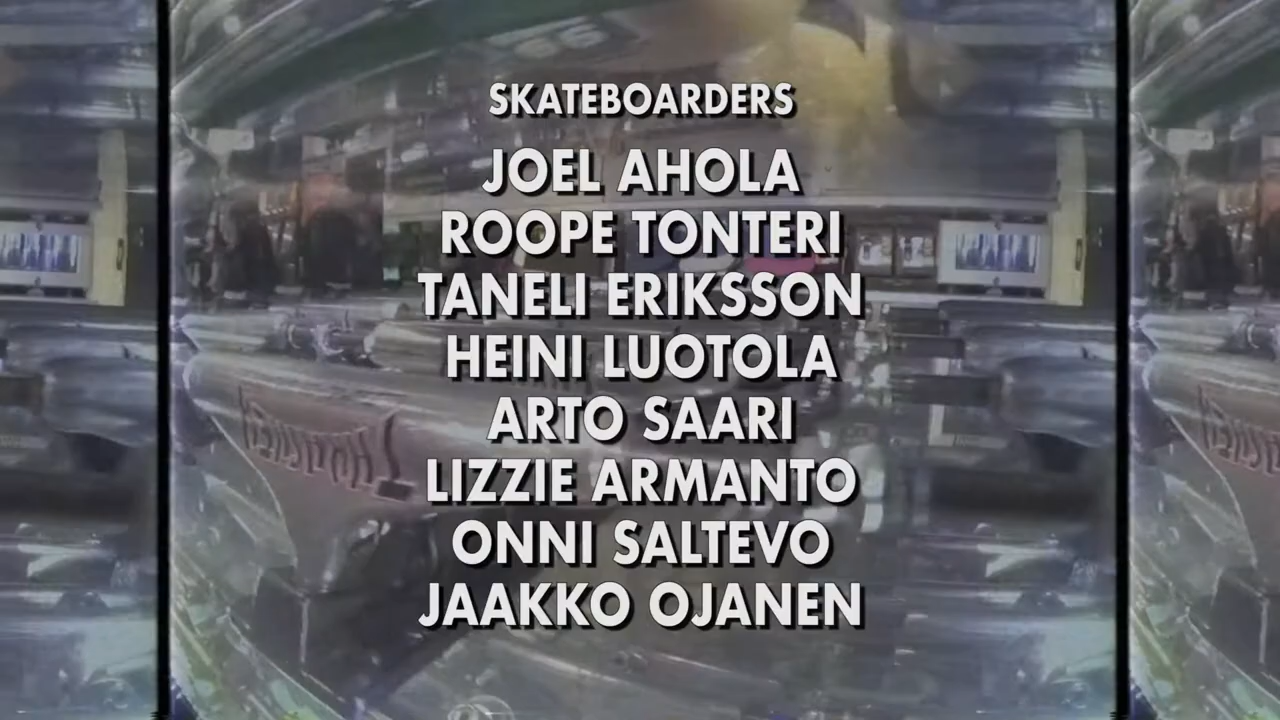 SKATEBOARDERS
JOEL AHOLA
ROOPE TONTERI
TANELI ERIKSSON
HEINI LUOTOLA
ARTO SAARI
LIZZIE ARMANTO
ONNI SALTEVO
JAAKKO OJANEN